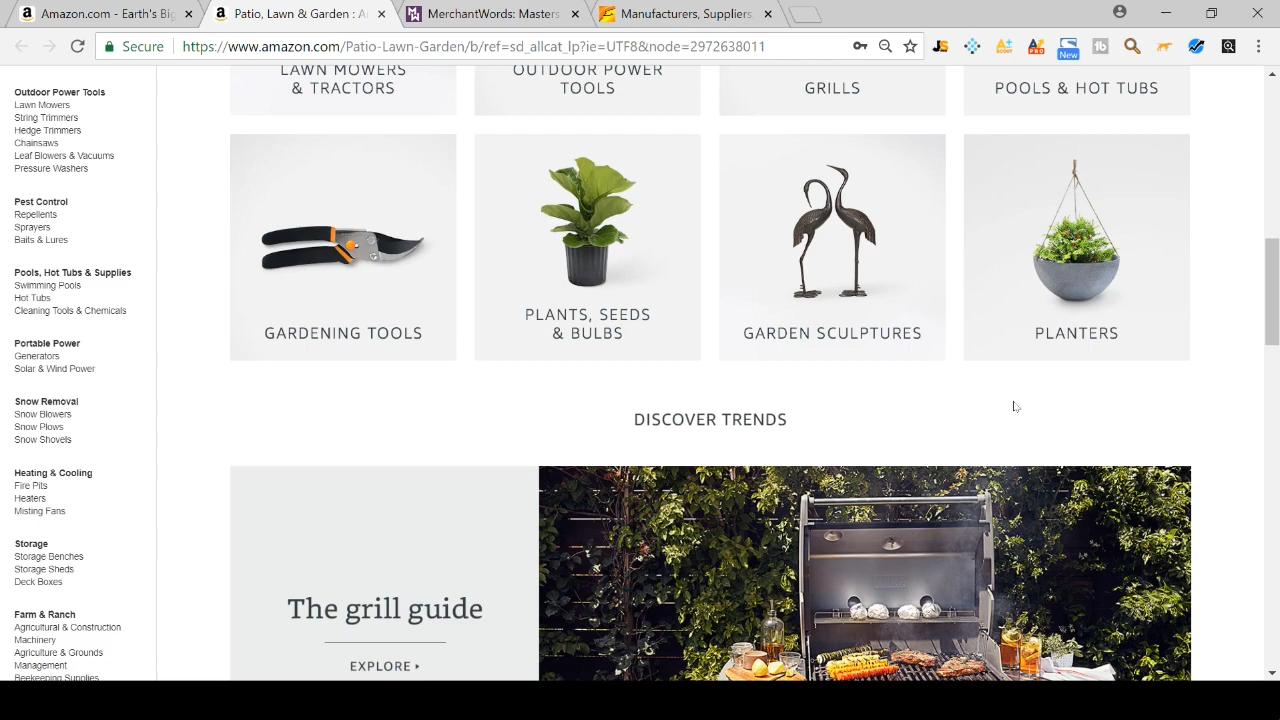 Amazon.com - Earth's Big
Patio, Lawn & Garden : A
MerchantWords: Masters
Manufacturers, Suppliers,
Secure
https://www.amazon.com/Patio-Lawn-Garden/b/ref=sd_allcat_lp?ie=UTF8&node=2972638011
JS
PRO
New
Outdoor Power Tools
Lawn Mowers
String Trimmers
Hedge Trimmers
Chainsaws
Leaf Blowers & Vacuums
Pressure Washers
Pest Control
Repellents
Sprayers
Baits & Lures
Pools, Hot Tubs & Supplies
Swimming Pools
Hot Tubs
Cleaning Tools & Chemicals
Portable Power
Generators
Solar & Wind Power
Snow Removal
Snow Blowers
Snow Plows
Snow Shovels
Heating & Cooling
Fire Pits
Heaters
Misting Fans
Storage
Storage Benches
Storage Sheds
Deck Boxes
Farm & Ranch
Agricultural & Construction
Machinery
Agriculture & Grounds
Management
Beekeeping Supplies
LAWN MOWERS
& TRACTORS
OUTDOOR POWER
TOOLS
GRILLS
POOLS & HOT TUBS
GARDENING TOOLS
PLANTS, SEEDS
& BULBS
GARDEN SCULPTURES
PLANTERS
DISCOVER TRENDS
The grill guide
EXPLORE